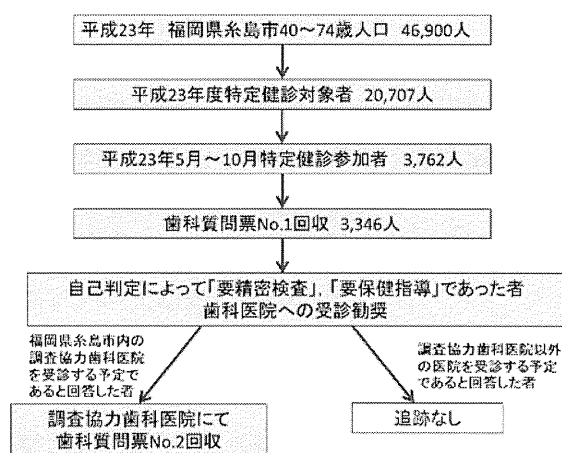 平成23年 福岡県糸島市40～74歳人口 46,900人
平成23年度特定健診対象者 20,707人
平成23年5月～10月特定健診参加者 3,762人
歯科質問票No.1回収 3,346人
自己判定によって「要精密検査」，「要保健指導」であった者
歯科医院への受診勧奨
福岡県糸島市内の
調査協力歯科医院
を受診する予定で
あると回答した者
調査協力歯科医院以外
の医院を受診する予定
であると回答した者
調査協力歯科医院にて
歯科質問票No.2回収
追跡なし